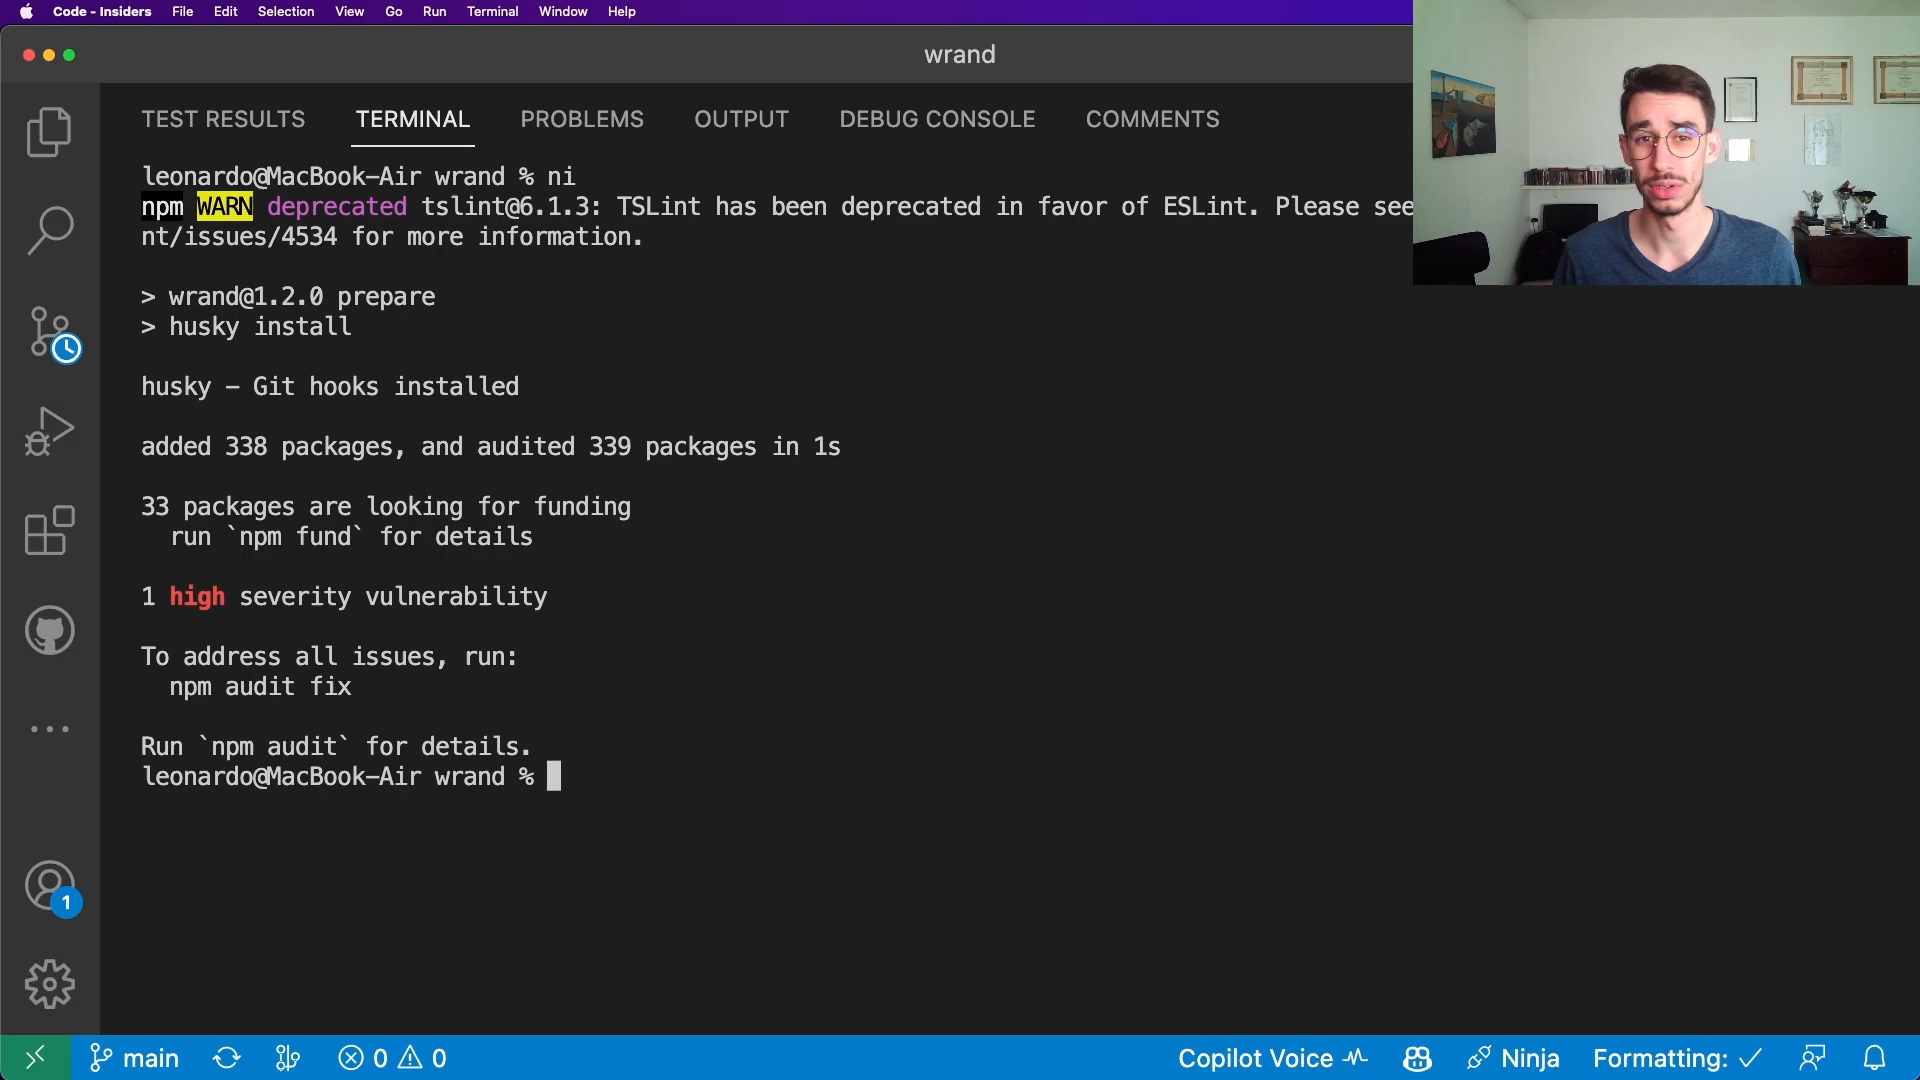 Code - Insiders File Edit Selection View Go Run Terminal Window Help
wrand
TEST RESULTS TERMINAL PROBLEMS OUTPUT DEBUG CONSOLE COMMENTS
leonardo@MacBook-Air wrand % ni
npm WARN deprecated tslint@6.1.3: TSLint has been deprecated in favor of ESLint. Please see
nt/issues/4534 for more information.
> wrand@1.2.0 prepare
> husky install
husky - Git hooks installed
added 338 packages, and audited 339 packages in 1s
33 packages are looking for funding
run `npm fund` for details
1 high severity vulnerability
To address all issues, run:
npm audit fix
Run `npm audit` for details.
leonardo@MacBook-Air wrand %
1
main 0 0 Copilot Voice Ninja Formatting: